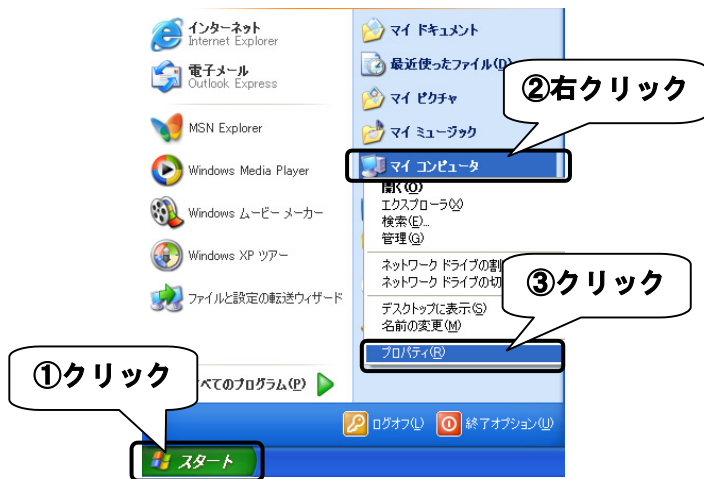 インターネット
Internet Explorer
電子メール
Outlook Express
MSN Explorer
Windows Media Player
Windows ムービー メーカー
Windows XP ツアー
ファイルと設定の転送ウィザード
べてのプログラム(P)
マイ ドキュメント
最近使ったファイル(D)
マイ ピクチャ
マイ ミュージック
マイ コンピュータ
②右クリック
開く(O)
エクスプローラ(X)
検索(E)...
管理(G)
ネットワーク ドライブの割
ネットワーク ドライブの切
③クリック
デスクトップに表示(S)
名前の変更(M)
プロパティ(R)
①クリック
ログオフ(L)
終了オプション(U)
スタート